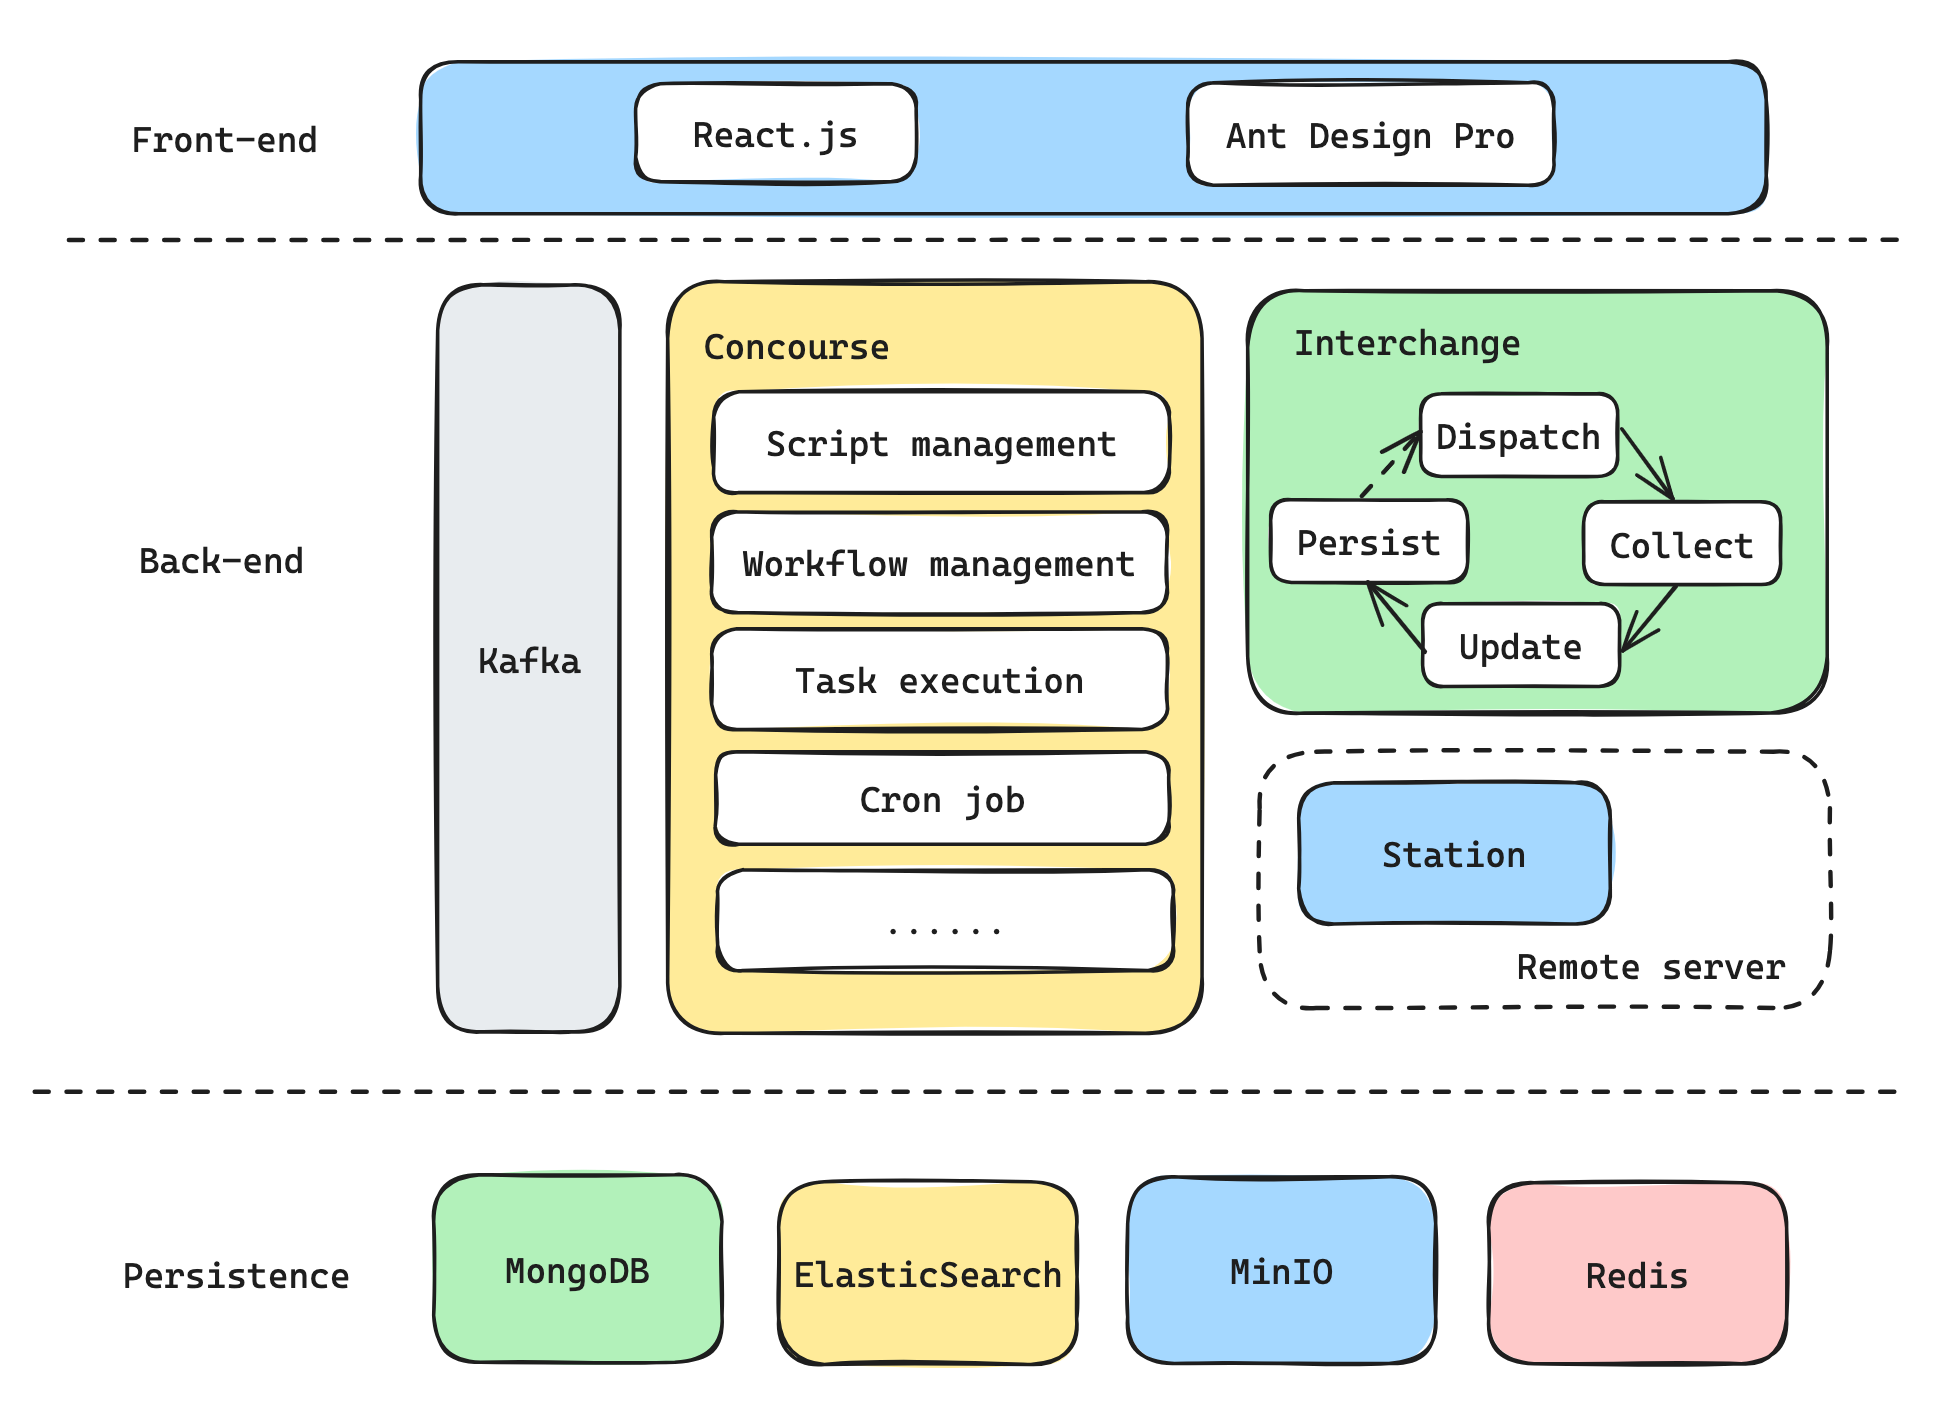 Front-end
React.js
Ant Design Pro
Back-end
Kafka
Concourse
Script management
Workflow management
Task execution
Cron job
......
Interchange
Dispatch
Collect
Update
Persist
Station
Remote server
Persistence
MongoDB
ElasticSearch
MinIO
Redis